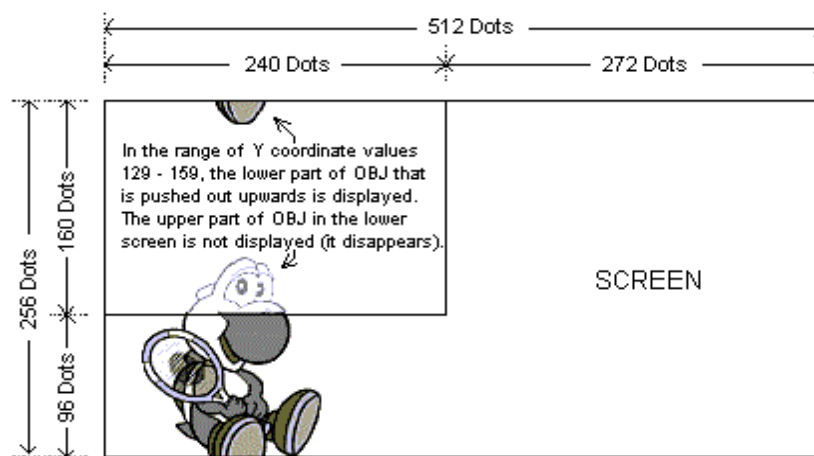 512 Dots
240 Dots
272 Dots
In the range of Y coordinate values
129 - 159, the lower part of OBJ that
is pushed out upwards is displayed.
The upper part of OBJ in the lower
screen is not displayed (it disappears).
256 Dots
160 Dots
96 Dots
SCREEN